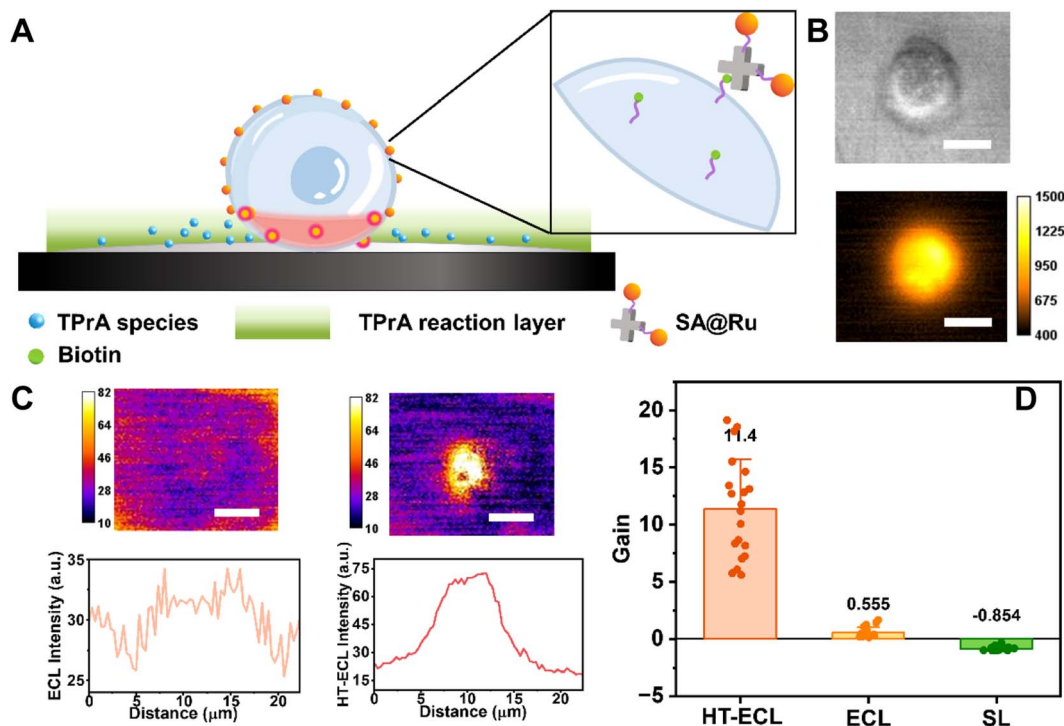 A
TPrA species
TPrA reaction layer
SA@Ru
Biotin
B
1500
1225
950
675
400
C
82
64
46
28
10
82
64
46
28
10
35
30
25
ECL Intensity (a.u.)
0 5 10 15 20
Distance (μm)
75
60
45
30
15
HT-ECL Intensity (a.u.)
0 5 10 15 20
Distance (μm)
D
20
15
10
5
0
−5
Gain
11.4
0.555
-0.854
HT-ECL ECL SL